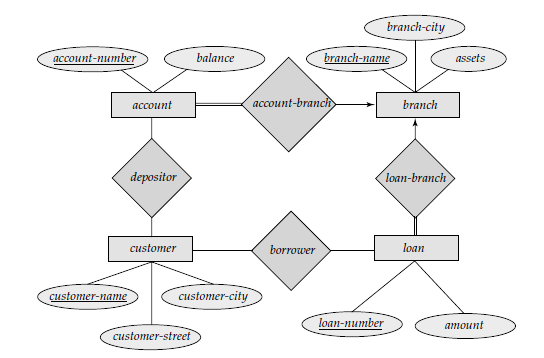 branch-city
account-number
balance
branch-name
assets
account
account-branch
branch
depositor
loan-branch
customer
borrower
loan
customer-name
customer-city
customer-street
loan-number
amount